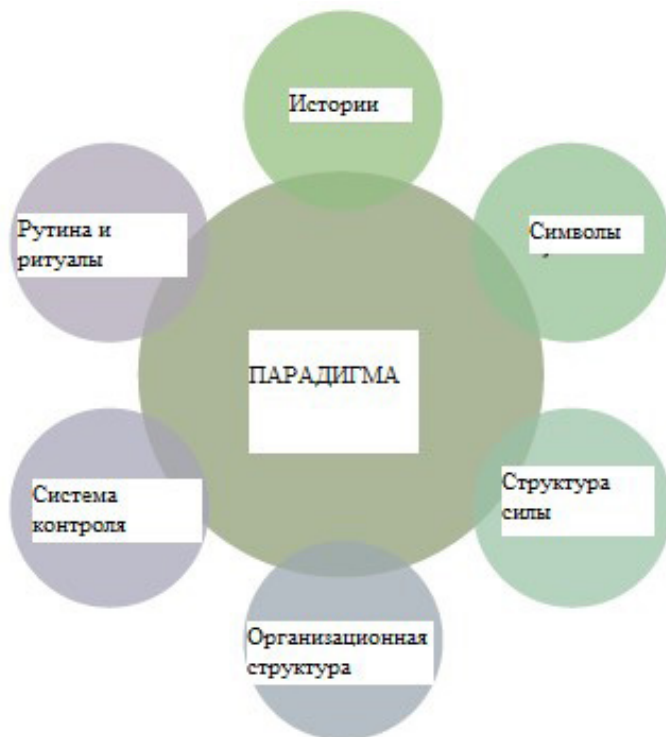 Истории
Рутина и
ритуалы
Символы
ПАРАДИГМА
Система
контроля
Структура
силы
Организационная
структура